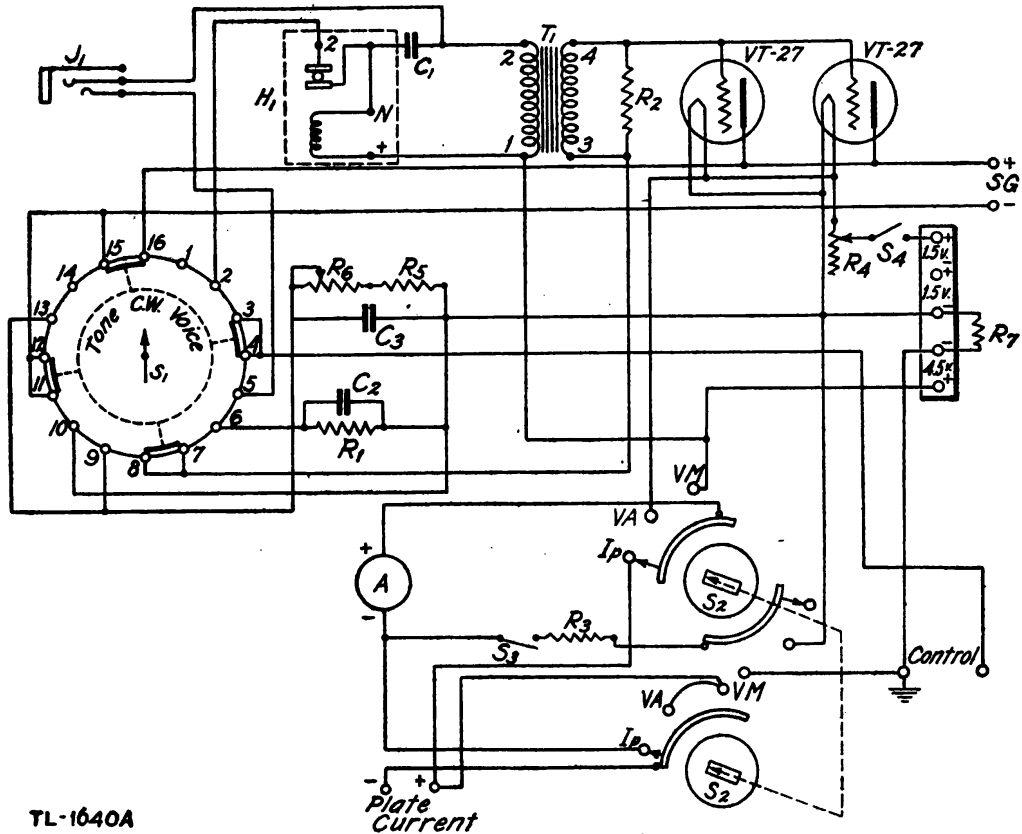 J1
H1
2
N
+
C1
T1
2
4
1
3
R2
VT-27
VT-27
+
SG
-
R4
S4
+
1.5 v.
-
+
1.5 v.
-
-
4.5 v.
+
R7
15
16
1
14
2
13
3
12
4
11
5
10
6
9
8
7
Tone
C.W.
Voice
S1
R6
R5
C3
C2
R1
VM
VA
Ip
S2
+
A
-
S3
R3
Control
VA
VM
Ip
S2
-
+
Plate
Current
TL-1640A